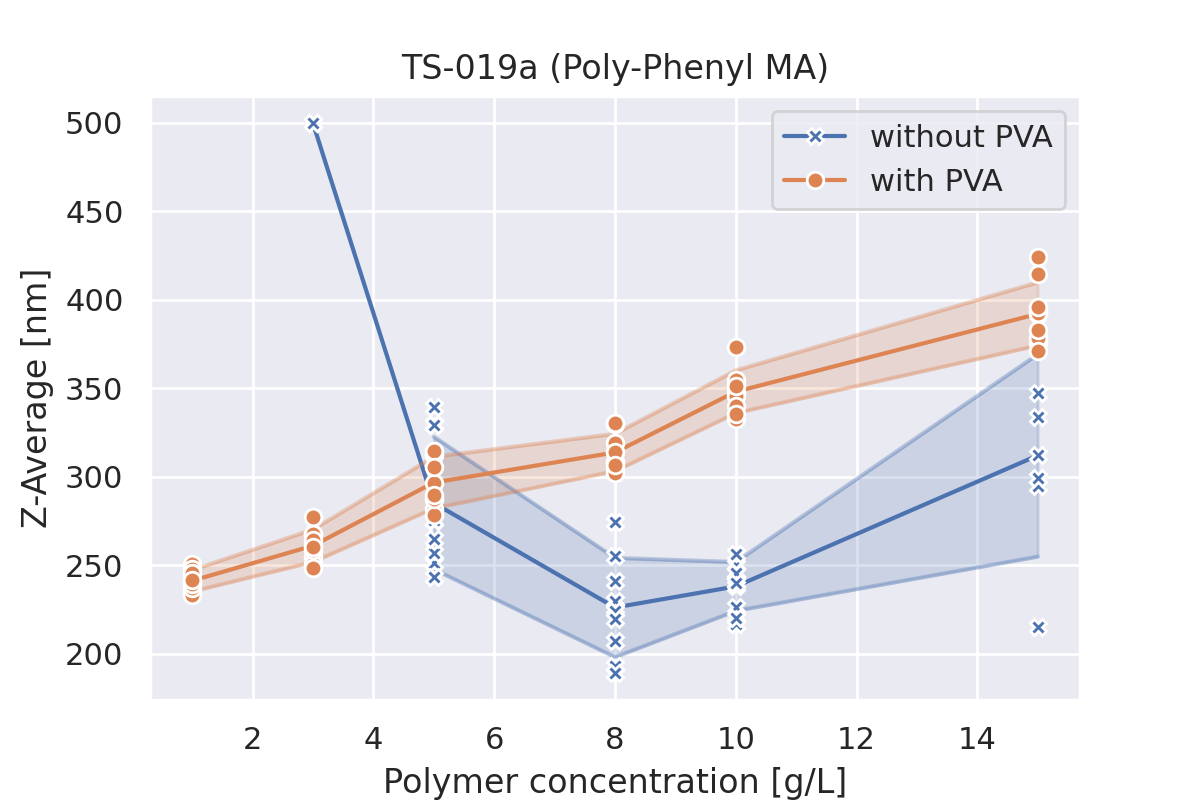 TS-019a (Poly-Phenyl MA)
without PVA
with PVA
Z-Average [nm]
500
450
400
350
300
250
200
2 4 6 8 10 12 14
Polymer concentration [g/L]